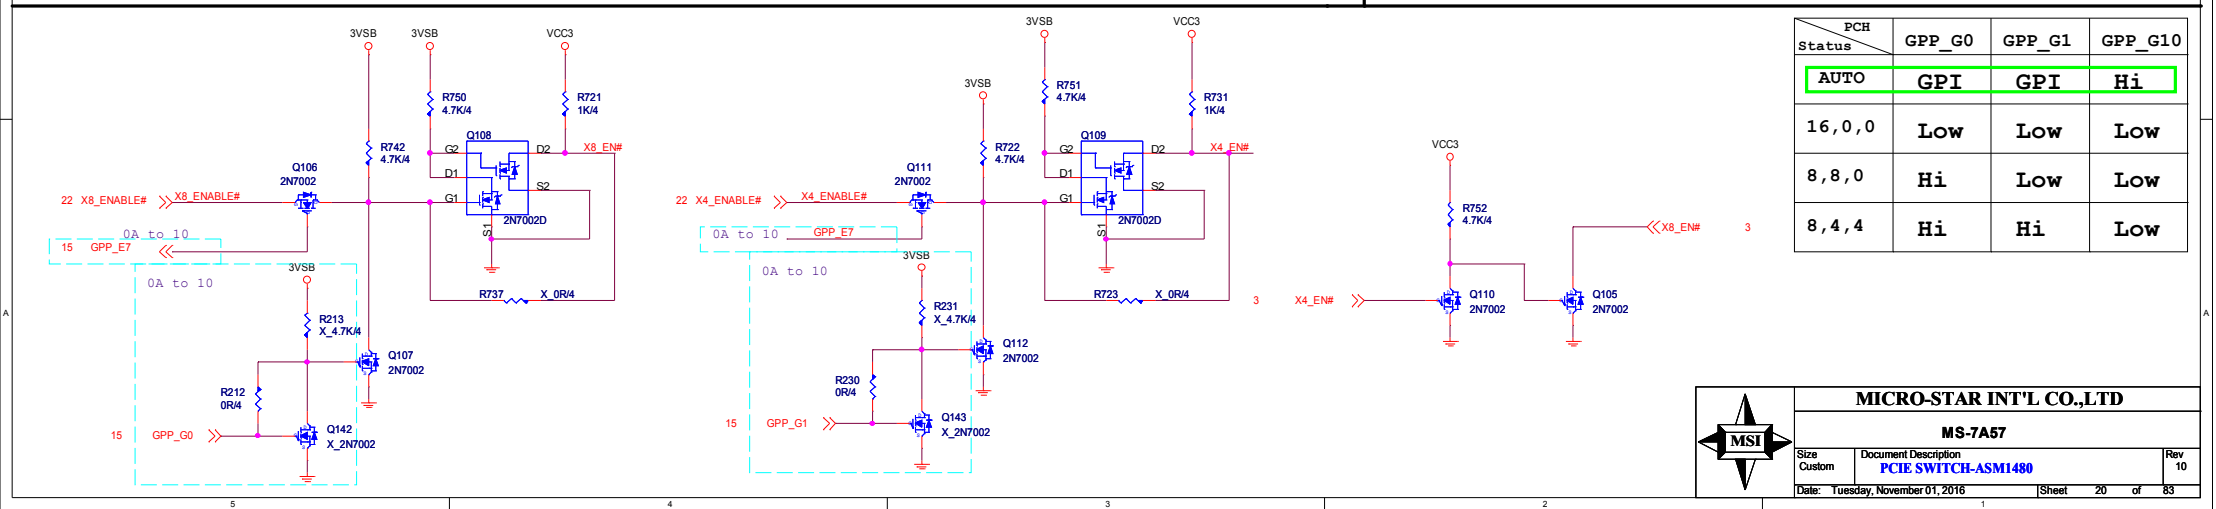 3VSB
3VSB
VCC3
R750
4.7K/4
R721
1K/4
Q108
R742
4.7K/4
G2
D2
X8_EN#
D1
Q106
2N7002
S2
22 X8_ENABLE#
X8_ENABLE#
G1
2N7002D
S1
0A to 10
15 GPP_E7
3VSB
0A to 10
R737
X_0R/4
R213
X_4.7K/4
Q107
2N7002
R212
0R/4
15 GPP_G0
Q142
X_2N7002
3VSB
VCC3
3VSB
R751
4.7K/4
R731
1K/4
Q109
R722
4.7K/4
G2
D2
X4_EN#
D1
Q111
2N7002
S2
22 X4_ENABLE#
X4_ENABLE#
G1
2N7002D
S1
0A to 10
GPP_E7
3VSB
0A to 10
R723
X_0R/4
R231
X_4.7K/4
Q112
2N7002
R230
0R/4
15 GPP_G1
Q143
X_2N7002
VCC3
R752
4.7K/4
X8_EN# 3
3 X4_EN#
Q110
2N7002
Q105
2N7002
PCH
Status
GPP_G0 GPP_G1 GPP_G10
AUTO GPI GPI Hi
16,0,0 Low Low Low
8,8,0 Hi Low Low
8,4,4 Hi Hi Low
A
A
MSI
MICRO-STAR INT'L CO.,LTD
MS-7A57
Size
Custom
Document Description
PCIE SWITCH-ASM1480
Rev
10
Date: Tuesday, November 01, 2016
Sheet 20 of 83
5 4 3 2 1